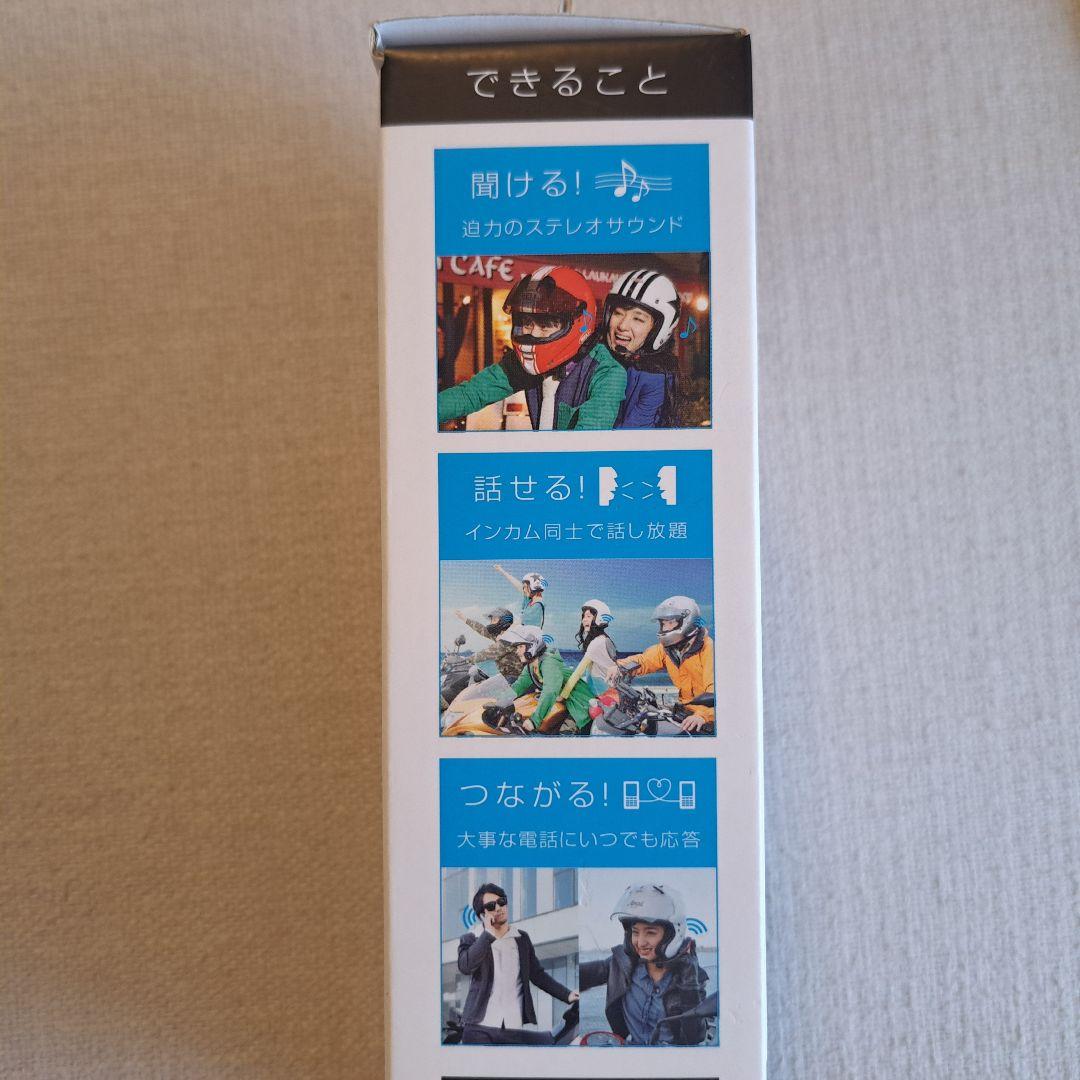 できること
聞ける!
迫力のステレオサウンド
CAFE
話せる!
インカム同士で話し放題
つながる!
大事な電話にいつでも応答
Arai